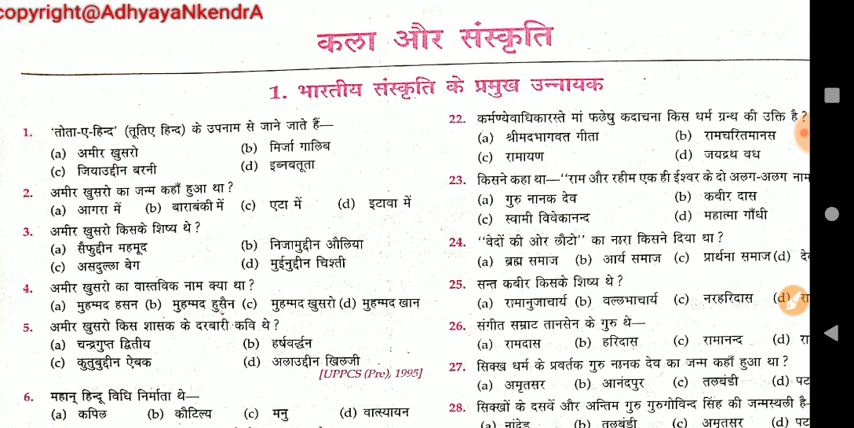 copyright@AdhyayaNkendrA
कला और संस्कृति
1. भारतीय संस्कृति के प्रमुख उन्नायक
1. 'तोता-ए-हिन्द' (तूतिए हिन्द) के उपनाम से जाने जाते हैं—
(a) अमीर खुसरो (b) मिर्जा गालिब
(c) जियाउद्दीन बरनी (d) इब्नबतूता
2. अमीर खुसरो का जन्म कहाँ हुआ था ?
(a) आगरा में (b) बाराबंकी में (c) एटा में (d) इटावा में
3. अमीर खुसरो किसके शिष्य थे ?
(a) सैफुद्दीन महमूद (b) निजामुद्दीन औलिया
(c) असदुल्ला बेग (d) मुईनुद्दीन चिश्ती
4. अमीर खुसरो का वास्तविक नाम क्या था ?
(a) मुहम्मद हसन (b) मुहम्मद हुसैन (c) मुहम्मद खुसरो (d) मुहम्मद खान
5. अमीर खुसरो किस शासक के दरबारी कवि थे ?
(a) चन्द्रगुप्त द्वितीय (b) हर्षवर्द्धन
(c) कुतुबुद्दीन ऐबक (d) अलाउद्दीन खिलजी
[UPPCS (Pre), 1995]
6. महान् हिन्दू विधि निर्माता थे—
(a) कपिल (b) कौटिल्य (c) मनु (d) वात्स्यायन
22. कर्मण्येवाधिकारस्ते मां फलेषु कदाचना किस धर्म ग्रन्थ की उक्ति है ?
(a) श्रीमदभागवत गीता (b) रामचरितमानस
(c) रामायण (d) जयद्रथ वध
23. किसने कहा था—"राम और रहीम एक ही ईश्वर के दो अलग-अलग नाम
(a) गुरु नानक देव (b) कबीर दास
(c) स्वामी विवेकानन्द (d) महात्मा गाँधी
24. "वेदों की ओर लौटो" का नारा किसने दिया था ?
(a) ब्रह्म समाज (b) आर्य समाज (c) प्रार्थना समाज (d) दे
25. सन्त कबीर किसके शिष्य थे ?
(a) रामानुजाचार्य (b) वल्लभाचार्य (c) नरहरिदास (d) रा
26. संगीत सम्राट तानसेन के गुरु थे—
(a) रामदास (b) हरिदास (c) रामानन्द (d) रा
27. सिक्ख धर्म के प्रवर्तक गुरु नानक देव का जन्म कहाँ हुआ था ?
(a) अमृतसर (b) आनंदपुर (c) तलवंडी (d) पट
28. सिक्खों के दसवें और अन्तिम गुरु गुरुगोविन्द सिंह की जन्मस्थली है-
(a) नांदेड (b) तलवंडी (c) अमृतसर (d) पट